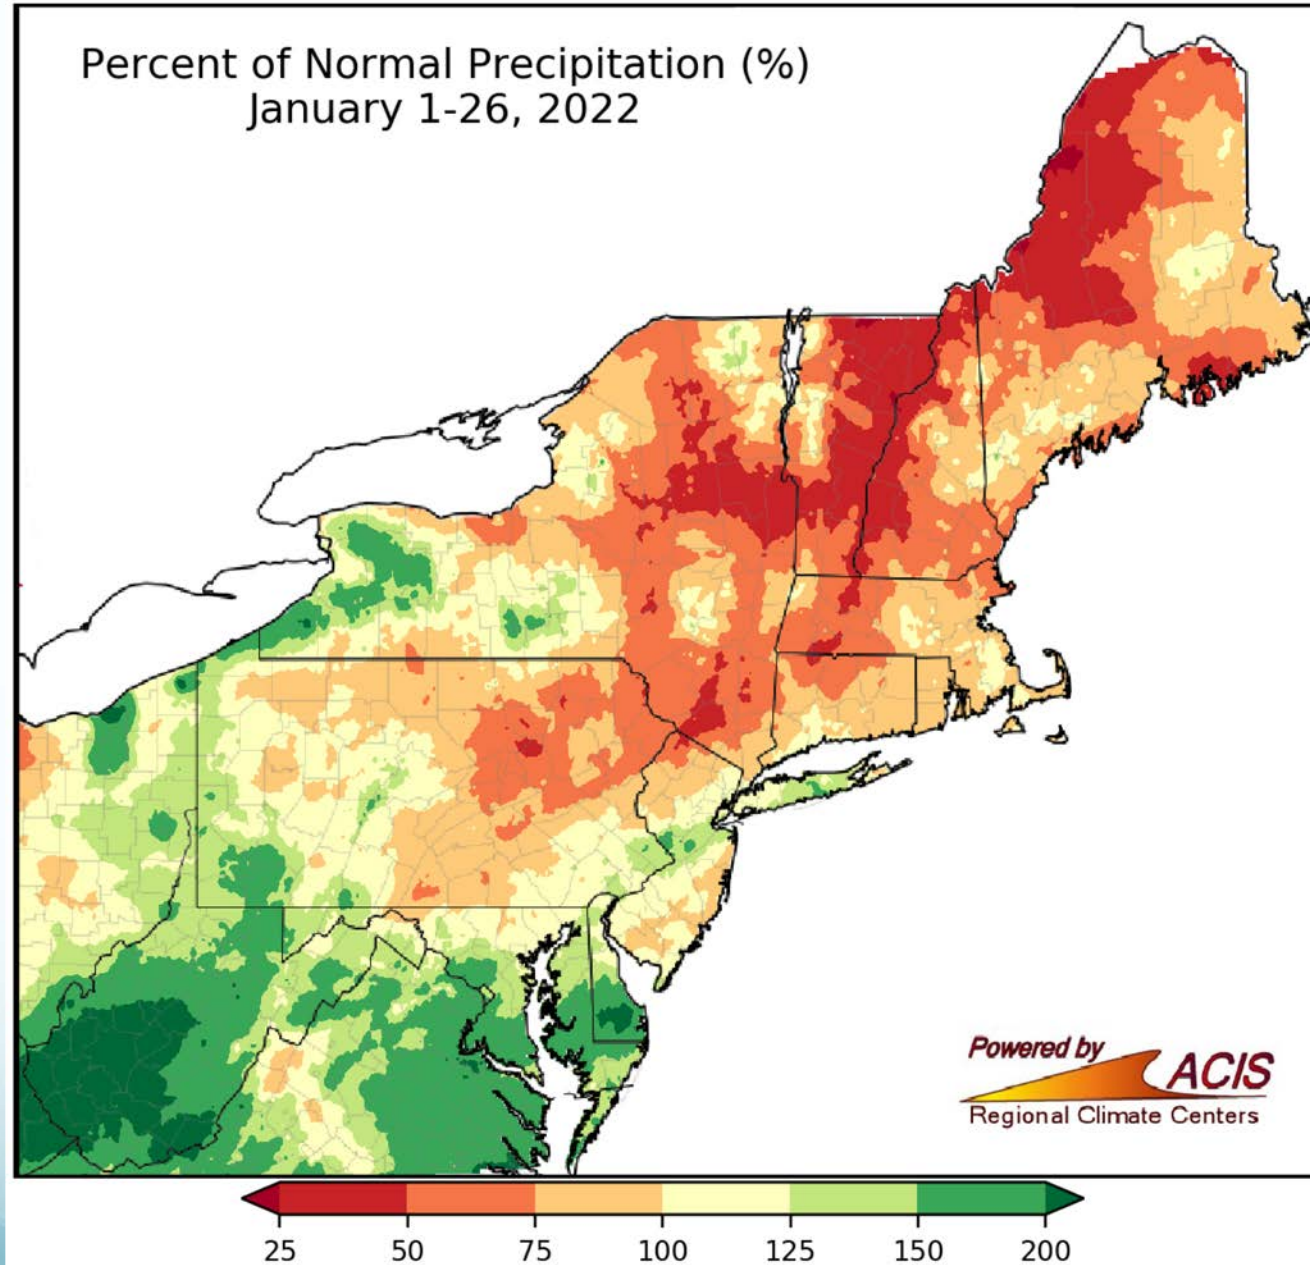 Percent of Normal Precipitation (%)
January 1-26, 2022
Powered by
ACIS
Regional Climate Centers
25 50 75 100 125 150 200